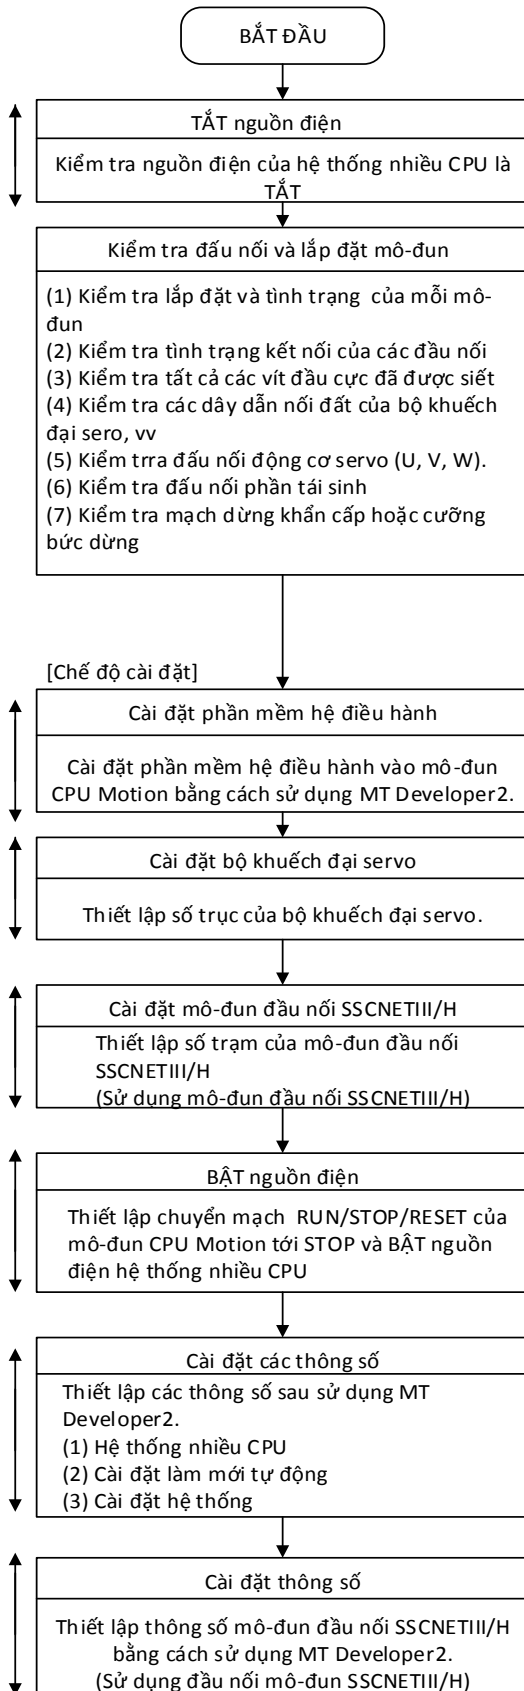 BẮT ĐẦU
TẮT nguồn điện
Kiểm tra nguồn điện của hệ thống nhiều CPU là
TẮT
Kiểm tra đấu nối và lắp đặt mô-đun
(1) Kiểm tra lắp đặt và tình trạng của mỗi mô-
đun
(2) Kiểm tra tình trạng kết nối của các đầu nối
(3) Kiểm tra tất cả các vít đầu cực đã được siết
(4) Kiểm tra các dây dẫn nối đất của bộ khuếch
đại sero, vv
(5) Kiểm trra đấu nối động cơ servo (U, V, W).
(6) Kiểm tra đấu nối phần tái sinh
(7) Kiểm tra mạch dừng khẩn cấp hoặc cưỡng
bức dừng
[Chế độ cài đặt]
Cài đặt phần mềm hệ điều hành
Cài đặt phần mềm hệ điều hành vào mô-đun
CPU Motion bằng cách sử dụng MT Developer2.
Cài đặt bộ khuếch đại servo
Thiết lập số trục của bộ khuếch đại servo.
Cài đặt mô-đun đầu nối SSCNETIII/H
Thiết lập số trạm của mô-đun đầu nối
SSCNETIII/H
(Sử dụng mô-đun đầu nối SSCNETIII/H)
BẬT nguồn điện
Thiết lập chuyển mạch RUN/STOP/RESET của
mô-đun CPU Motion tới STOP và BẬT nguồn
điện hệ thống nhiều CPU
Cài đặt các thông số
Thiết lập các thông số sau sử dụng MT
Developer2.
(1) Hệ thống nhiều CPU
(2) Cài đặt làm mới tự động
(3) Cài đặt hệ thống
Cài đặt thông số
Thiết lập thông số mô-đun đầu nối SSCNETIII/H
bằng cách sử dụng MT Developer2.
(Sử dụng đầu nối mô-đun SSCNETIII/H)